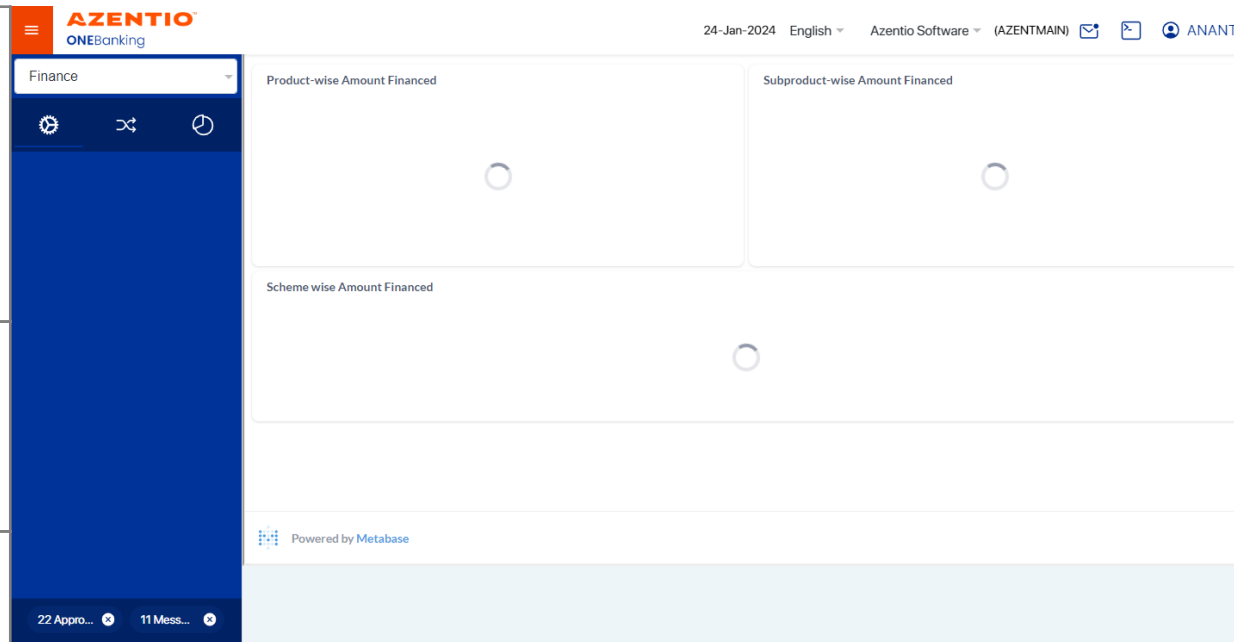 AZENTIO™
ONEBanking
24-Jan-2024 English Azentio Software (AZENTMAIN) ANANT
Finance
Product-wise Amount Financed
Subproduct-wise Amount Financed
Scheme wise Amount Financed
Powered by Metabase
22 Appro... 11 Mess...